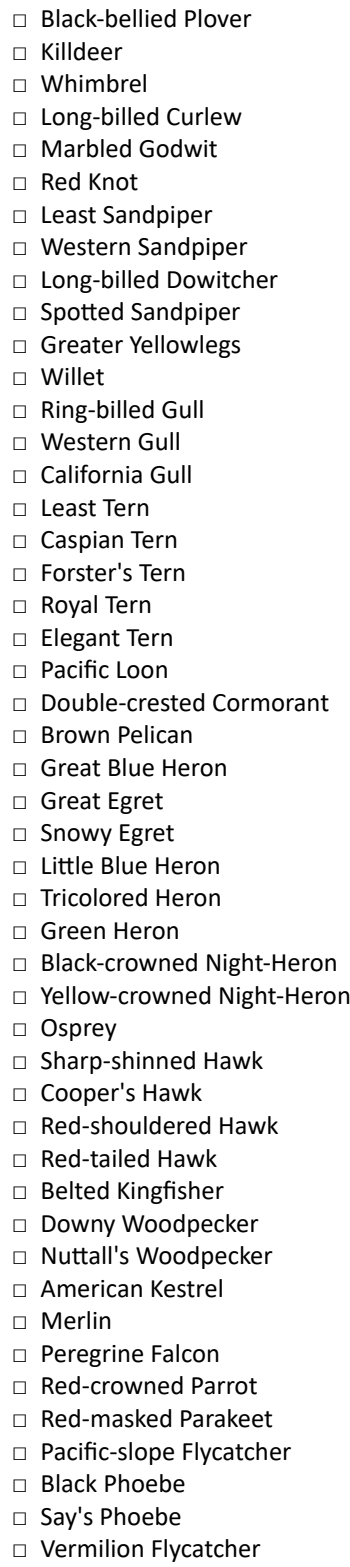 □ Black-bellied Plover
□ Killdeer
□ Whimbrel
□ Long-billed Curlew
□ Marbled Godwit
□ Red Knot
□ Least Sandpiper
□ Western Sandpiper
□ Long-billed Dowitcher
□ Spotted Sandpiper
□ Greater Yellowlegs
□ Willet
□ Ring-billed Gull
□ Western Gull
□ California Gull
□ Least Tern
□ Caspian Tern
□ Forster's Tern
□ Royal Tern
□ Elegant Tern
□ Pacific Loon
□ Double-crested Cormorant
□ Brown Pelican
□ Great Blue Heron
□ Great Egret
□ Snowy Egret
□ Little Blue Heron
□ Tricolored Heron
□ Green Heron
□ Black-crowned Night-Heron
□ Yellow-crowned Night-Heron
□ Osprey
□ Sharp-shinned Hawk
□ Cooper's Hawk
□ Red-shouldered Hawk
□ Red-tailed Hawk
□ Belted Kingfisher
□ Downy Woodpecker
□ Nuttall's Woodpecker
□ American Kestrel
□ Merlin
□ Peregrine Falcon
□ Red-crowned Parrot
□ Red-masked Parakeet
□ Pacific-slope Flycatcher
□ Black Phoebe
□ Say's Phoebe
□ Vermilion Flycatcher